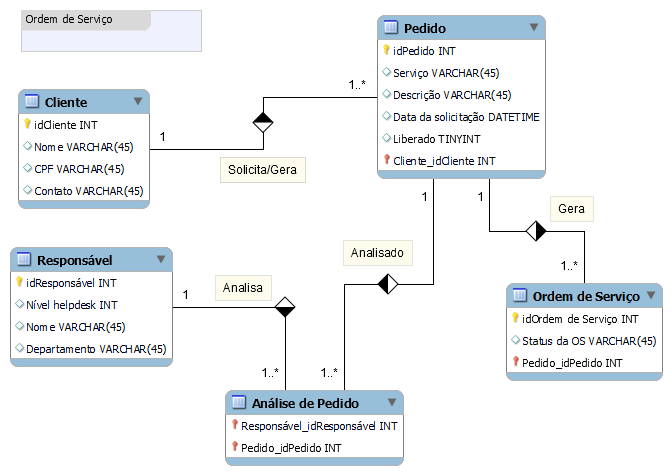 Ordem de Serviço
Pedido
idPedido INT
Serviço VARCHAR(45)
Descrição VARCHAR(45)
Data da solicitação DATETIME
Liberado TINYINT
Cliente_idCliente INT
1..*
Cliente
idCliente INT
Nome VARCHAR(45)
CPF VARCHAR(45)
Contato VARCHAR(45)
1
Solicita/Gera
1
1
Gera
1..*
Analisado
Responsável
idResponsável INT
Nível helpdesk INT
Nome VARCHAR(45)
Departamento VARCHAR(45)
1
Analisa
Ordem de Serviço
idOrdem de Serviço INT
Status da OS VARCHAR(45)
Pedido_idPedido INT
1..*
1..*
Análise de Pedido
Responsável_idResponsável INT
Pedido_idPedido INT